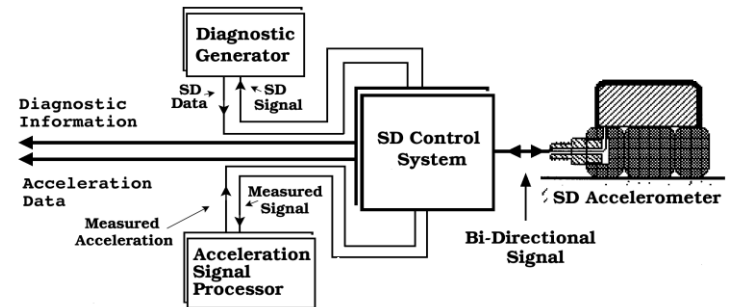 Diagnostic
Generator
SD
Data
SD
Signal
Diagnostic
Information
SD Control
System
Acceleration
Data
Measured
Signal
Measured
Acceleration
SD Accelerometer
Bi-Directional
Signal
Acceleration
Signal
Processor